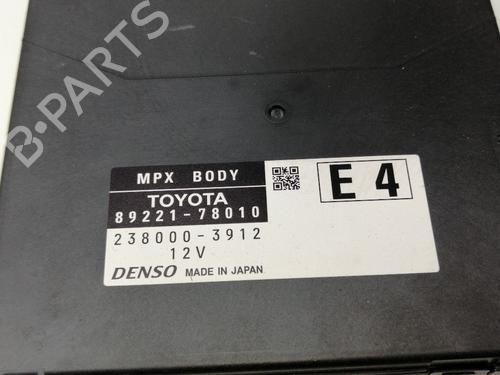 B-PARTS
MPX BODY
TOYOTA
89221-78010
238000-3912
12V
DENSO MADE IN JAPAN
E 4